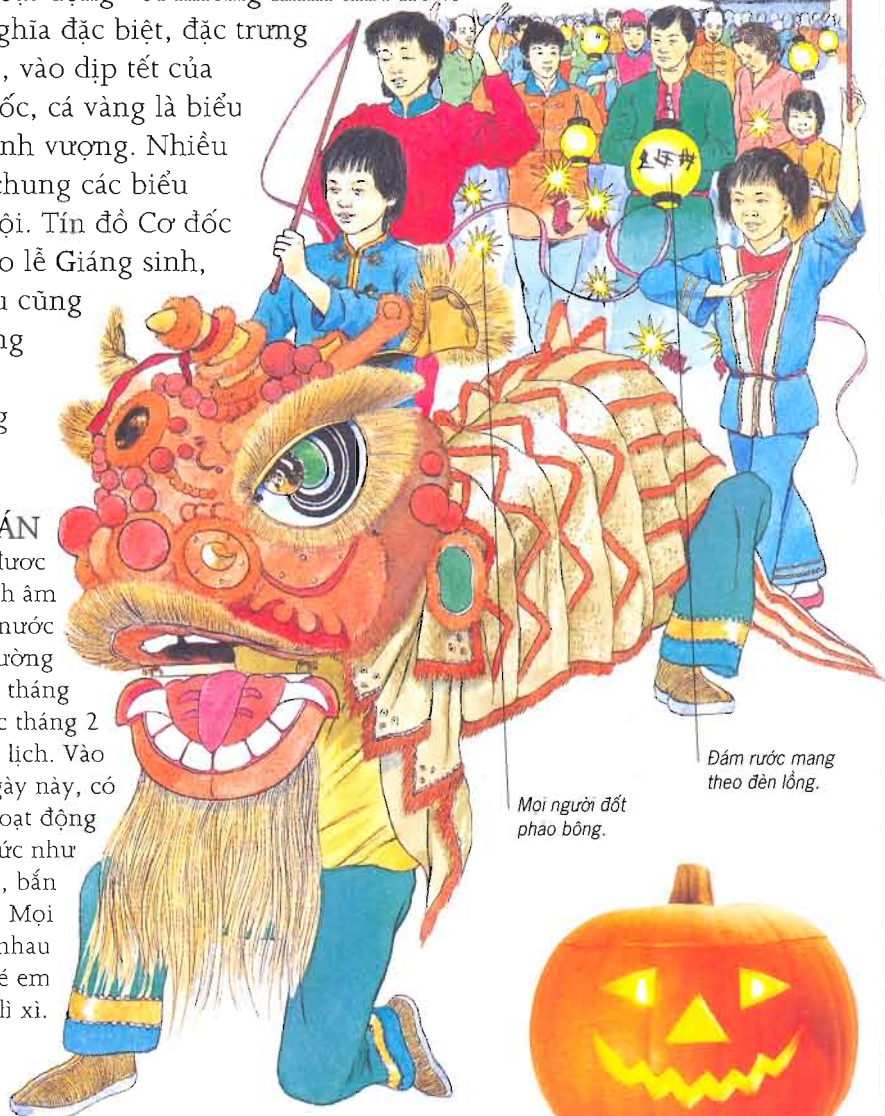 nghĩa đặc biệt, đặc trưng
, vào dịp tết của
ốc, cá vàng là biểu
nh vượng. Nhiều
chung các biểu
ội. Tín đồ Cơ đốc
o lễ Giáng sinh,
u cũng
ng
g
ÁN
được
h âm
nước
ường
tháng
c tháng 2
lịch. Vào
gày này, có
oạt động
ức như
, bắn
Mọi
nhau
é em
lì xì.
Mọi người đốt
pháo bông.
Đám rước mang
theo đèn lồng.